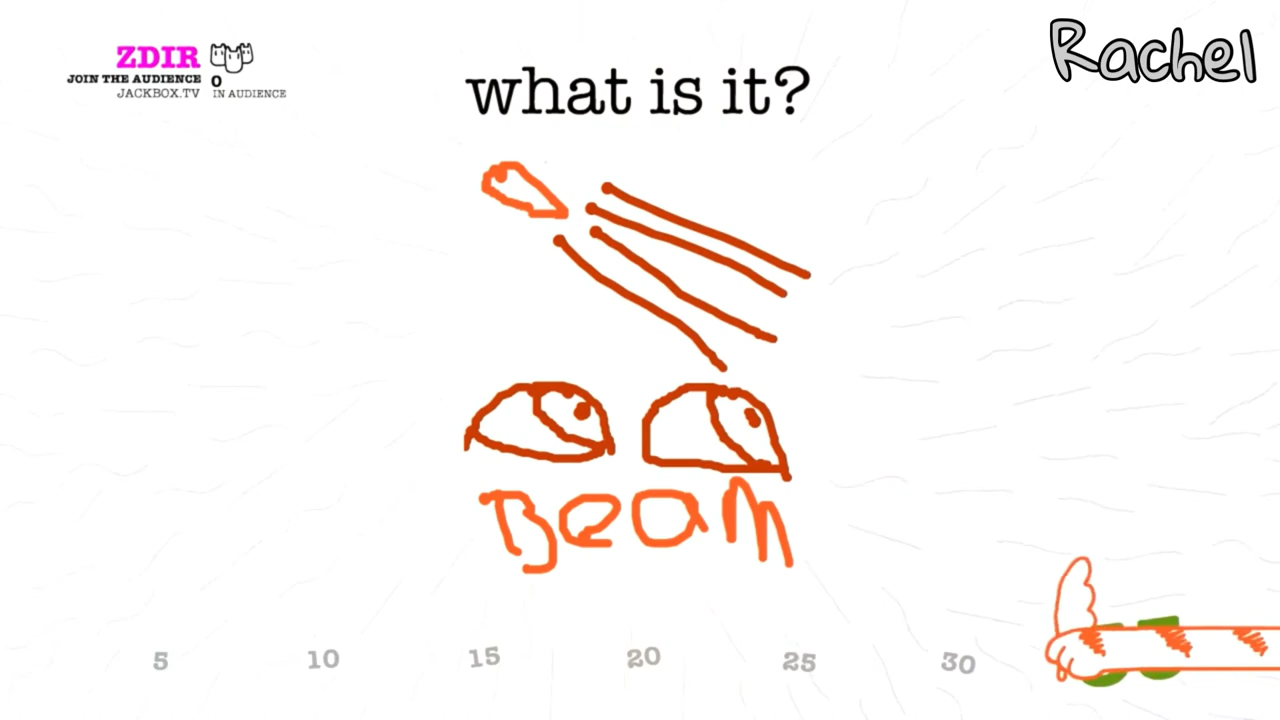 ZDIR
JOIN THE AUDIENCE
JACKBOX.TV
0
IN AUDIENCE
what is it?
Rachel
Beam
5 10 15 20 25 30